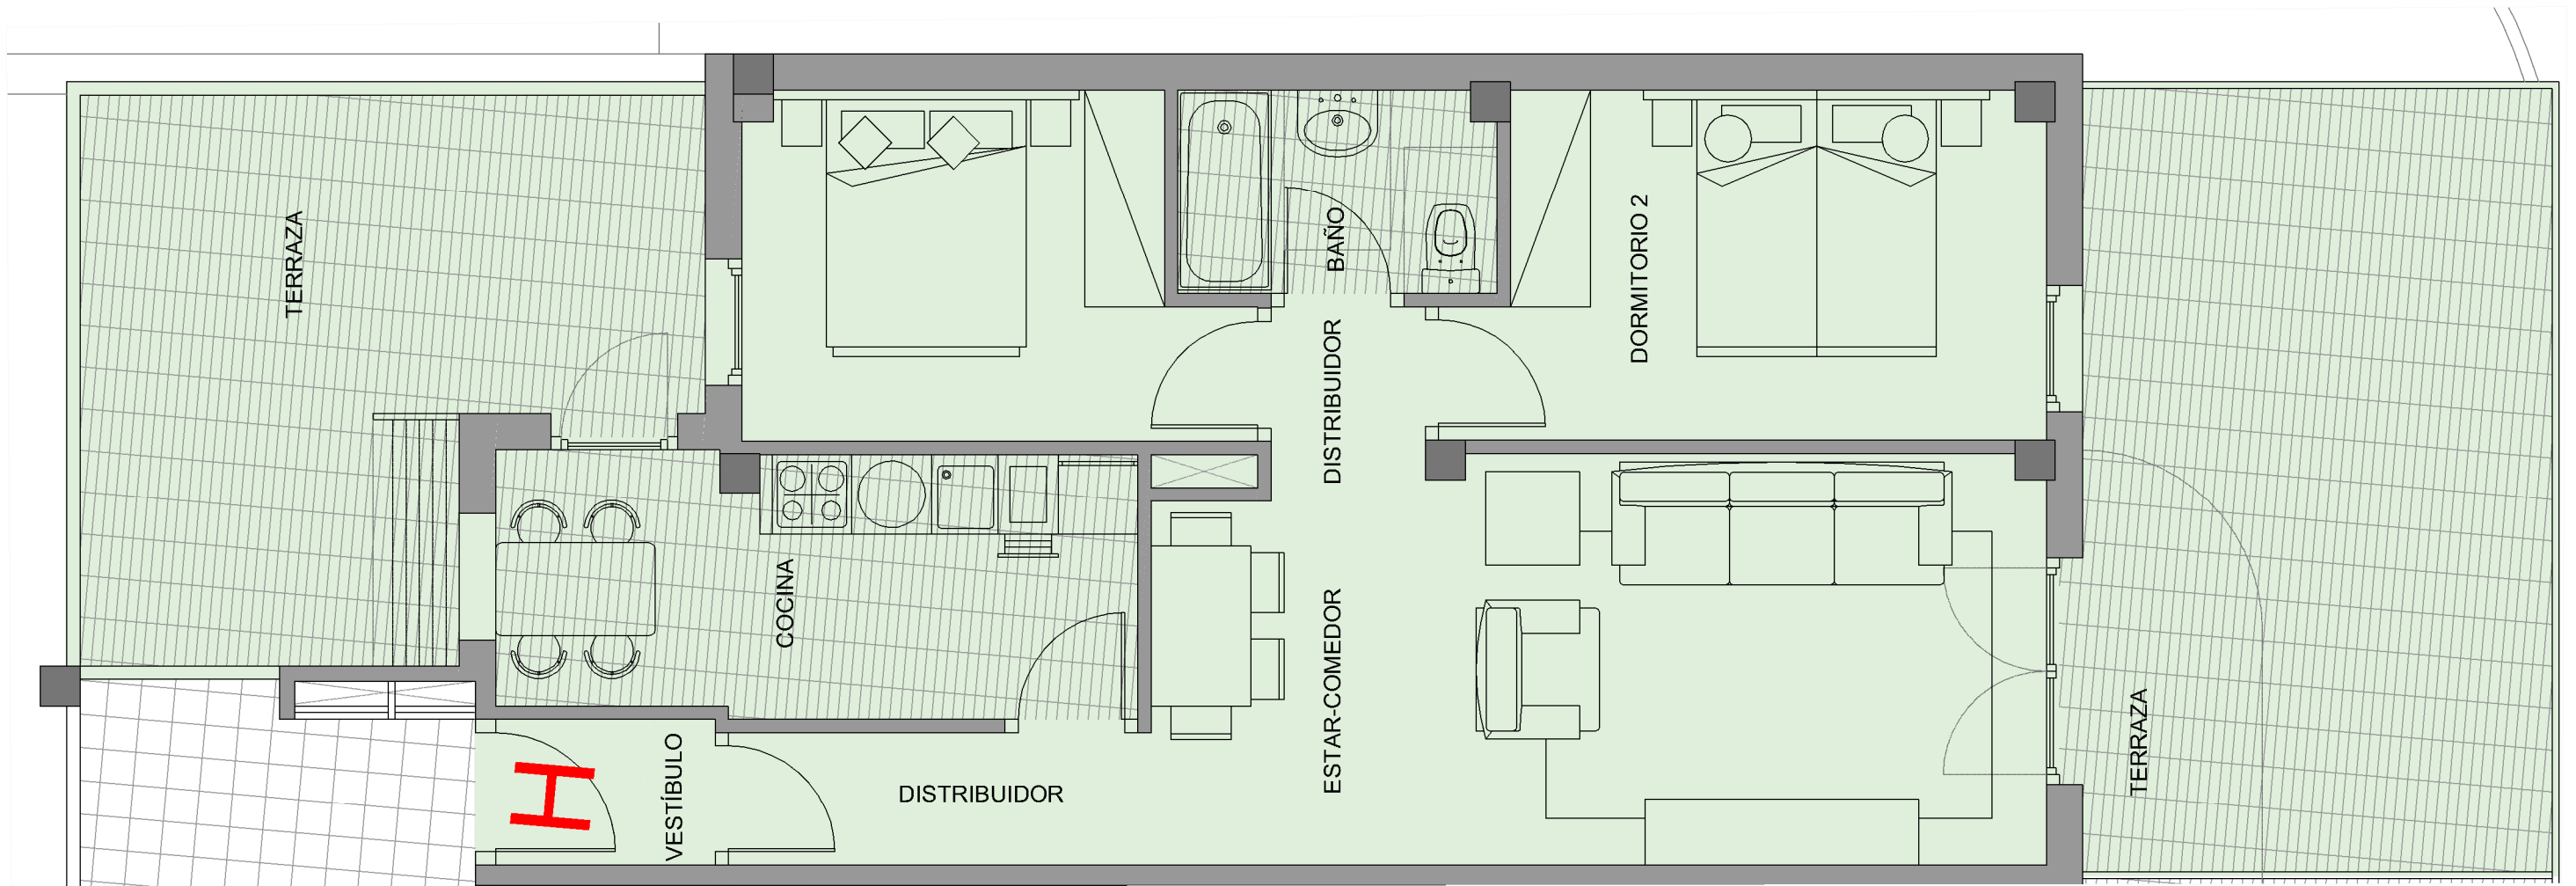 TERRAZA
BAÑO
DORMITORIO 2
DISTRIBUIDOR
COCINA
ESTAR-COMEDOR
TERRAZA
VESTÍBULO
DISTRIBUIDOR
H